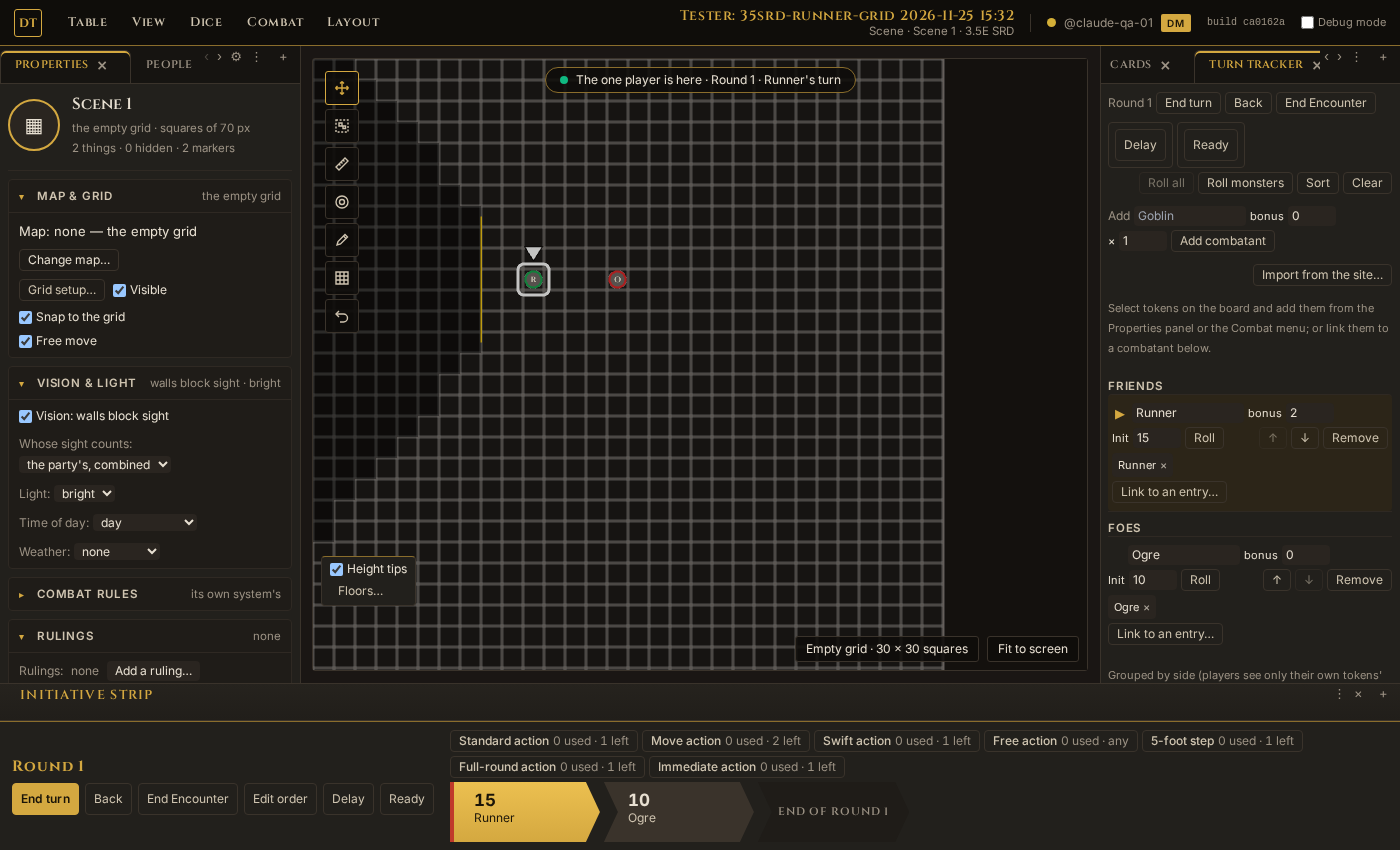 DT TABLE VIEW DICE COMBAT LAYOUT
TESTER: 35SRD-RUNNER-GRID 2026-11-25 15:32
Scene · Scene 1 · 3.5E SRD
@claude-qa-01 DM build ca0162a Debug mode
PROPERTIES × PEOPLE ‹ › ⚙ ⋮ +
SCENE 1
the empty grid · squares of 70 px
2 things · 0 hidden · 2 markers
▾ MAP & GRID the empty grid
Map: none — the empty grid
Change map...
Grid setup... Visible
Snap to the grid
Free move
▾ VISION & LIGHT walls block sight · bright
Vision: walls block sight
Whose sight counts:
the party's, combined
Light: bright
Time of day: day
Weather: none
▸ COMBAT RULES its own system's
▾ RULINGS none
Rulings: none Add a ruling...
The one player is here · Round 1 · Runner's turn
R O
Height tips
Floors...
Empty grid · 30 × 30 squares Fit to screen
CARDS × TURN TRACKER × ‹ › ⋮ +
Round 1 End turn Back End Encounter
Delay Ready
Roll all Roll monsters Sort Clear
Add Goblin bonus 0
× 1 Add combatant
Import from the site...
Select tokens on the board and add them from the
Properties panel or the Combat menu; or link them to
a combatant below.
FRIENDS
▶ Runner bonus 2
Init 15 Roll ↑ ↓ Remove
Runner ×
Link to an entry...
FOES
Ogre bonus 0
Init 10 Roll ↑ ↓ Remove
Ogre ×
Link to an entry...
Grouped by side (players see only their own tokens'
INITIATIVE STRIP ⋮ × +
ROUND 1
End turn Back End Encounter Edit order Delay Ready
Standard action 0 used · 1 left Move action 0 used · 2 left Swift action 0 used · 1 left Free action 0 used · any 5-foot step 0 used · 1 left
Full-round action 0 used · 1 left Immediate action 0 used · 1 left
15 10
Runner Ogre END OF ROUND 1